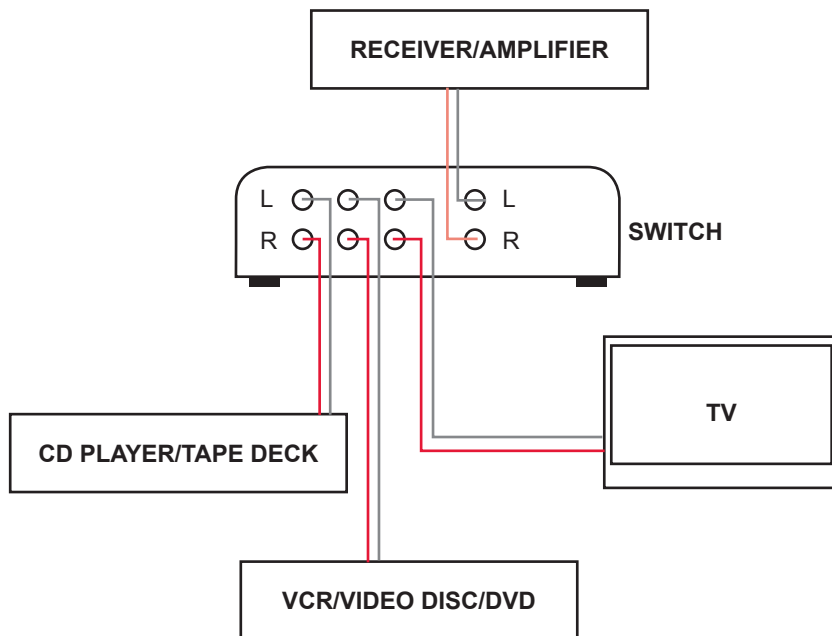 RECEIVER/AMPLIFIER
L L
R R
SWITCH
TV
CD PLAYER/TAPE DECK
VCR/VIDEO DISC/DVD